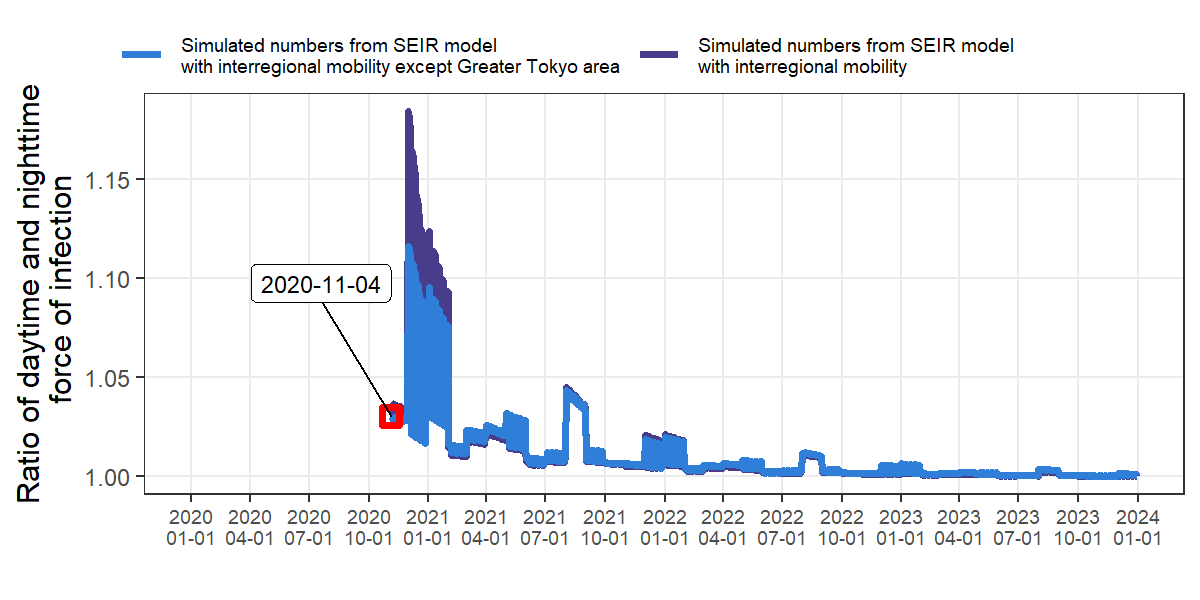 Simulated numbers from SEIR model
with interregional mobility except Greater Tokyo area
Simulated numbers from SEIR model
with interregional mobility
Ratio of daytime and nighttime
force of infection
1.15
1.10
1.05
1.00
2020-11-04
2020 2020 2020 2020 2021 2021 2021 2021 2022 2022 2022 2022 2023 2023 2023 2023 2024
01-01 04-01 07-01 10-01 01-01 04-01 07-01 10-01 01-01 04-01 07-01 10-01 01-01 04-01 07-01 10-01 01-01